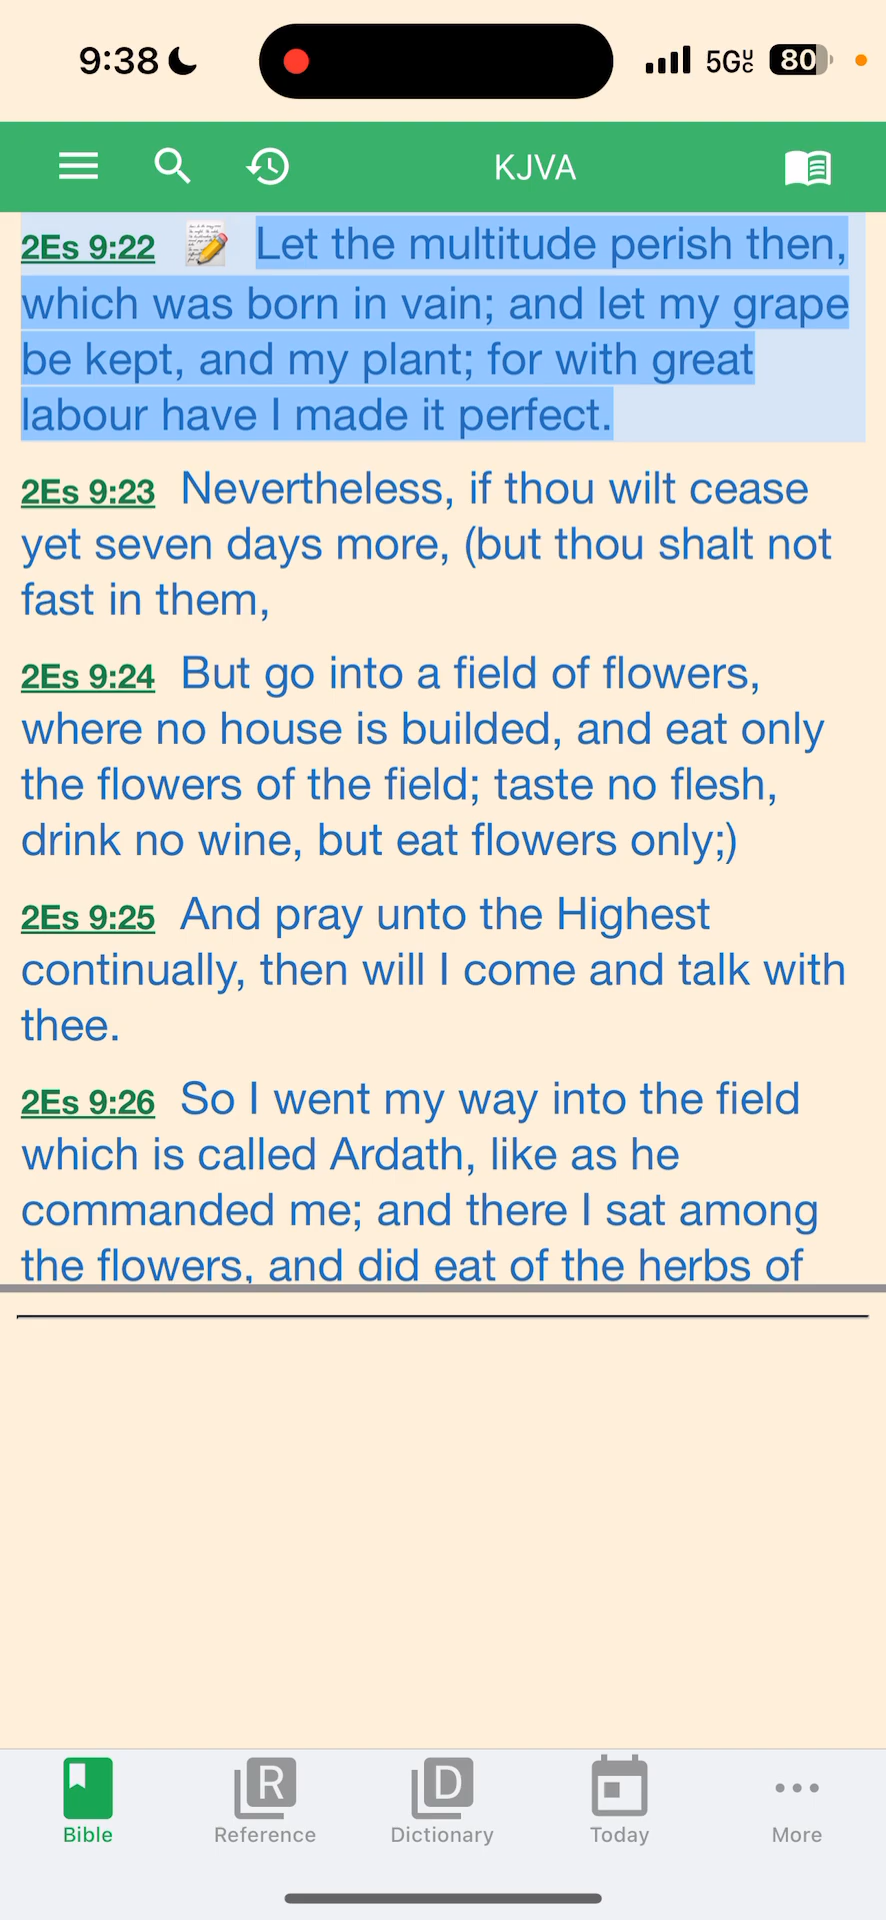 9:38
5G
80
KJVA
2Es 9:22 Let the multitude perish then,
which was born in vain; and let my grape
be kept, and my plant; for with great
labour have I made it perfect.
2Es 9:23 Nevertheless, if thou wilt cease
yet seven days more, (but thou shalt not
fast in them,
2Es 9:24 But go into a field of flowers,
where no house is builded, and eat only
the flowers of the field; taste no flesh,
drink no wine, but eat flowers only;)
2Es 9:25 And pray unto the Highest
continually, then will I come and talk with
thee.
2Es 9:26 So I went my way into the field
which is called Ardath, like as he
commanded me; and there I sat among
the flowers, and did eat of the herbs of
R
D
Bible
Reference
Dictionary
Today
More